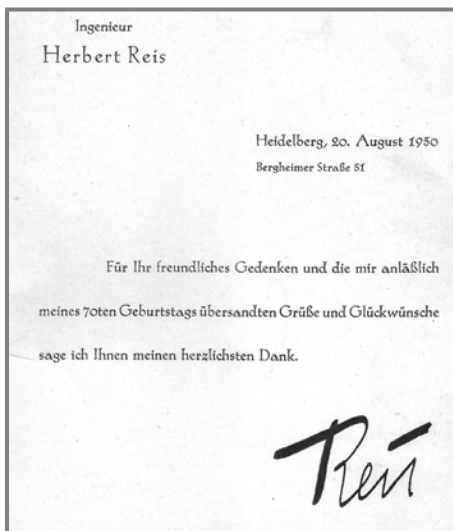 Ingenieur
Herbert Reis
Heidelberg, 20. August 1950
Bergheimer Straße 51
Für Ihr freundliches Gedenken und die mir anläßlich
meines 70ten Geburtstags übersandten Grüße und Glückwünsche
sage ich Ihnen meinen herzlichsten Dank.
Reis